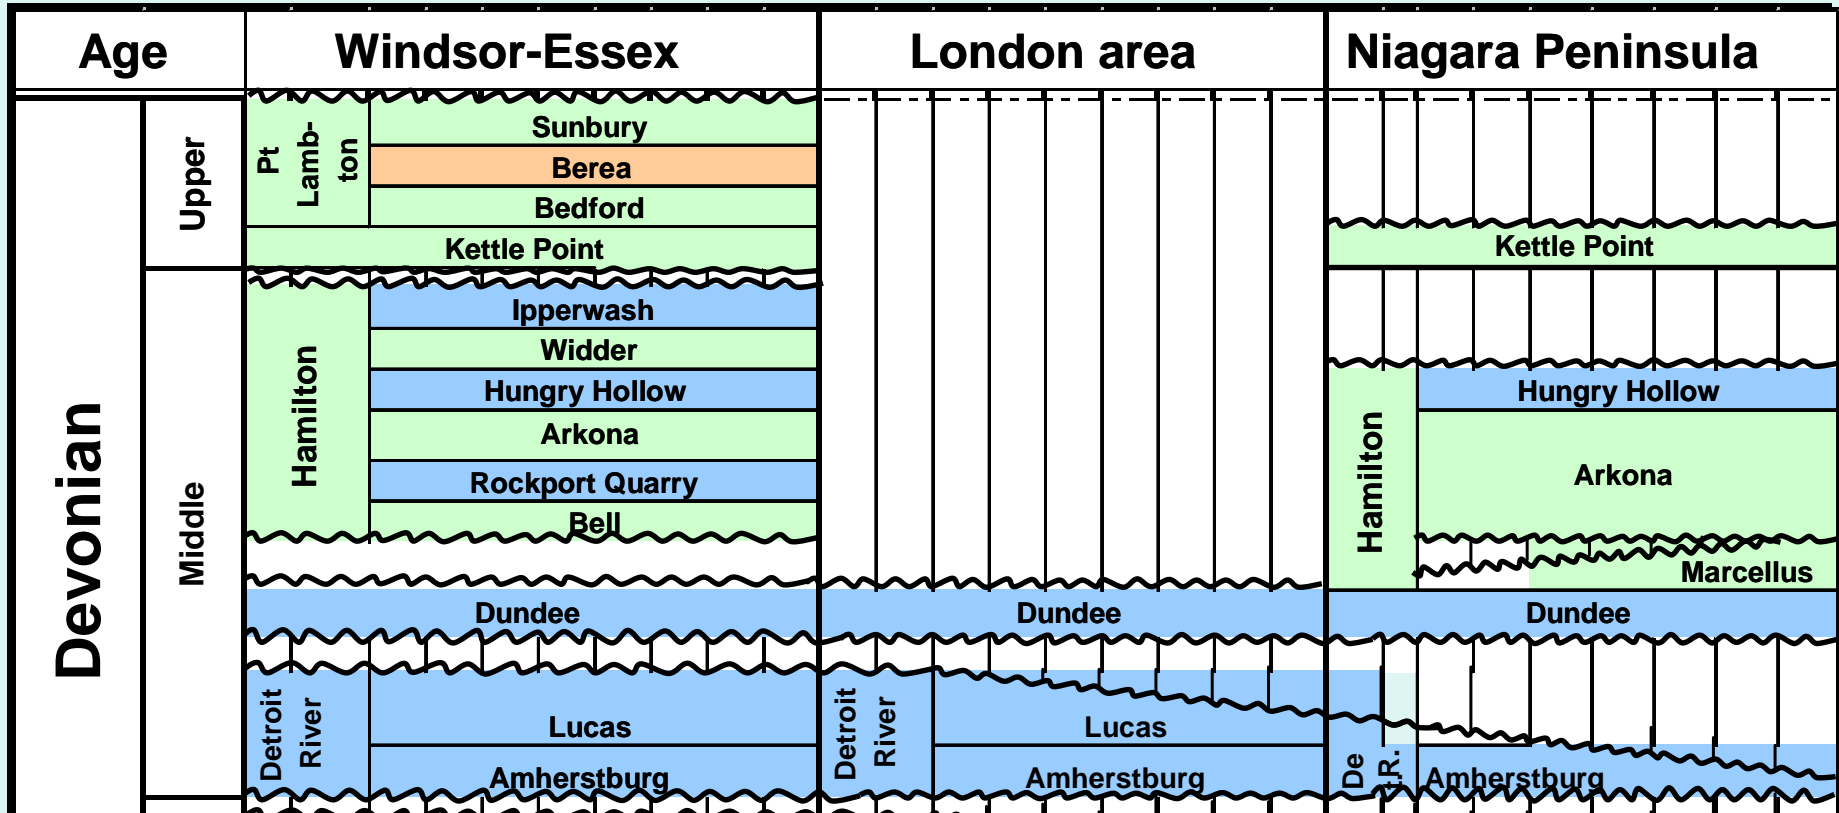 Age
Windsor-Essex
London area
Niagara Peninsula
Devonian
Upper
Pt
Lamb-
ton
Sunbury
Berea
Bedford
Kettle Point
Kettle Point
Middle
Hamilton
Ipperwash
Widder
Hungry Hollow
Arkona
Rockport Quarry
Bell
Hamilton
Hungry Hollow
Arkona
Marcellus
Dundee
Dundee
Dundee
Detroit
River
Lucas
Amherstburg
Detroit
River
Lucas
Amherstburg
De
t.R.
Amherstburg